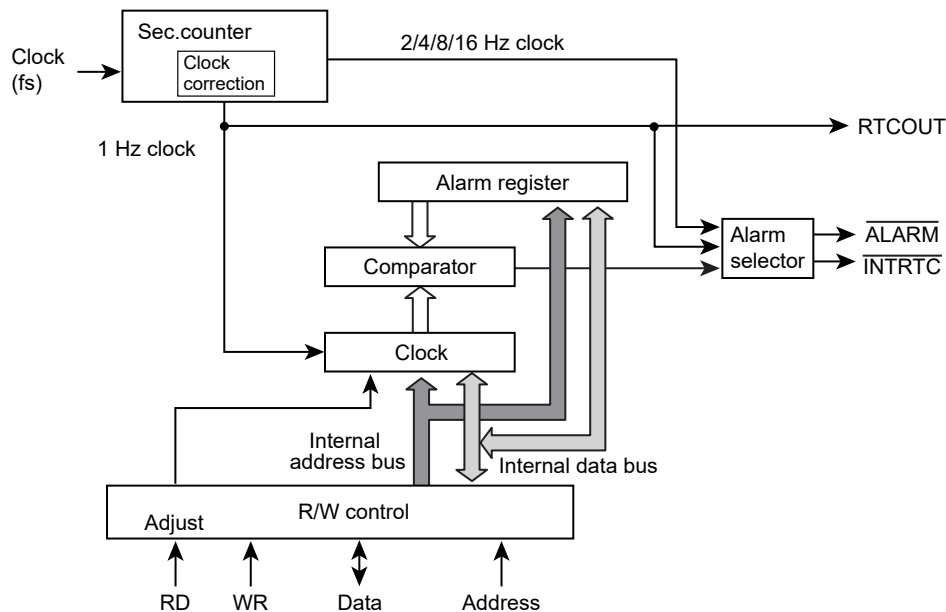 Sec.counter
Clock
correction
Clock
(fs)
2/4/8/16 Hz clock
RTCOUT
1 Hz clock
Alarm register
Alarm
selector
ALARM
INTRTC
Comparator
Clock
Internal
address bus
Internal data bus
R/W control
Adjust
RD
WR
Data
Address